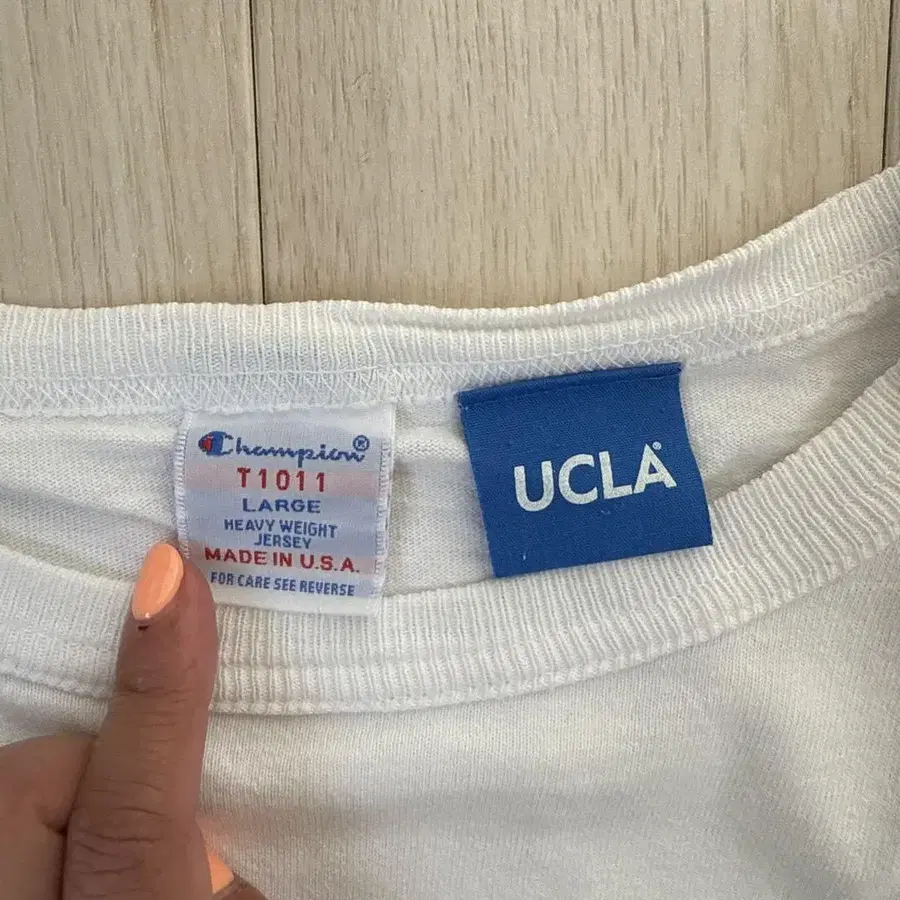 Champion®
T1011
LARGE
HEAVY WEIGHT
JERSEY
MADE IN U.S.A.
FOR CARE SEE REVERSE
UCLA®